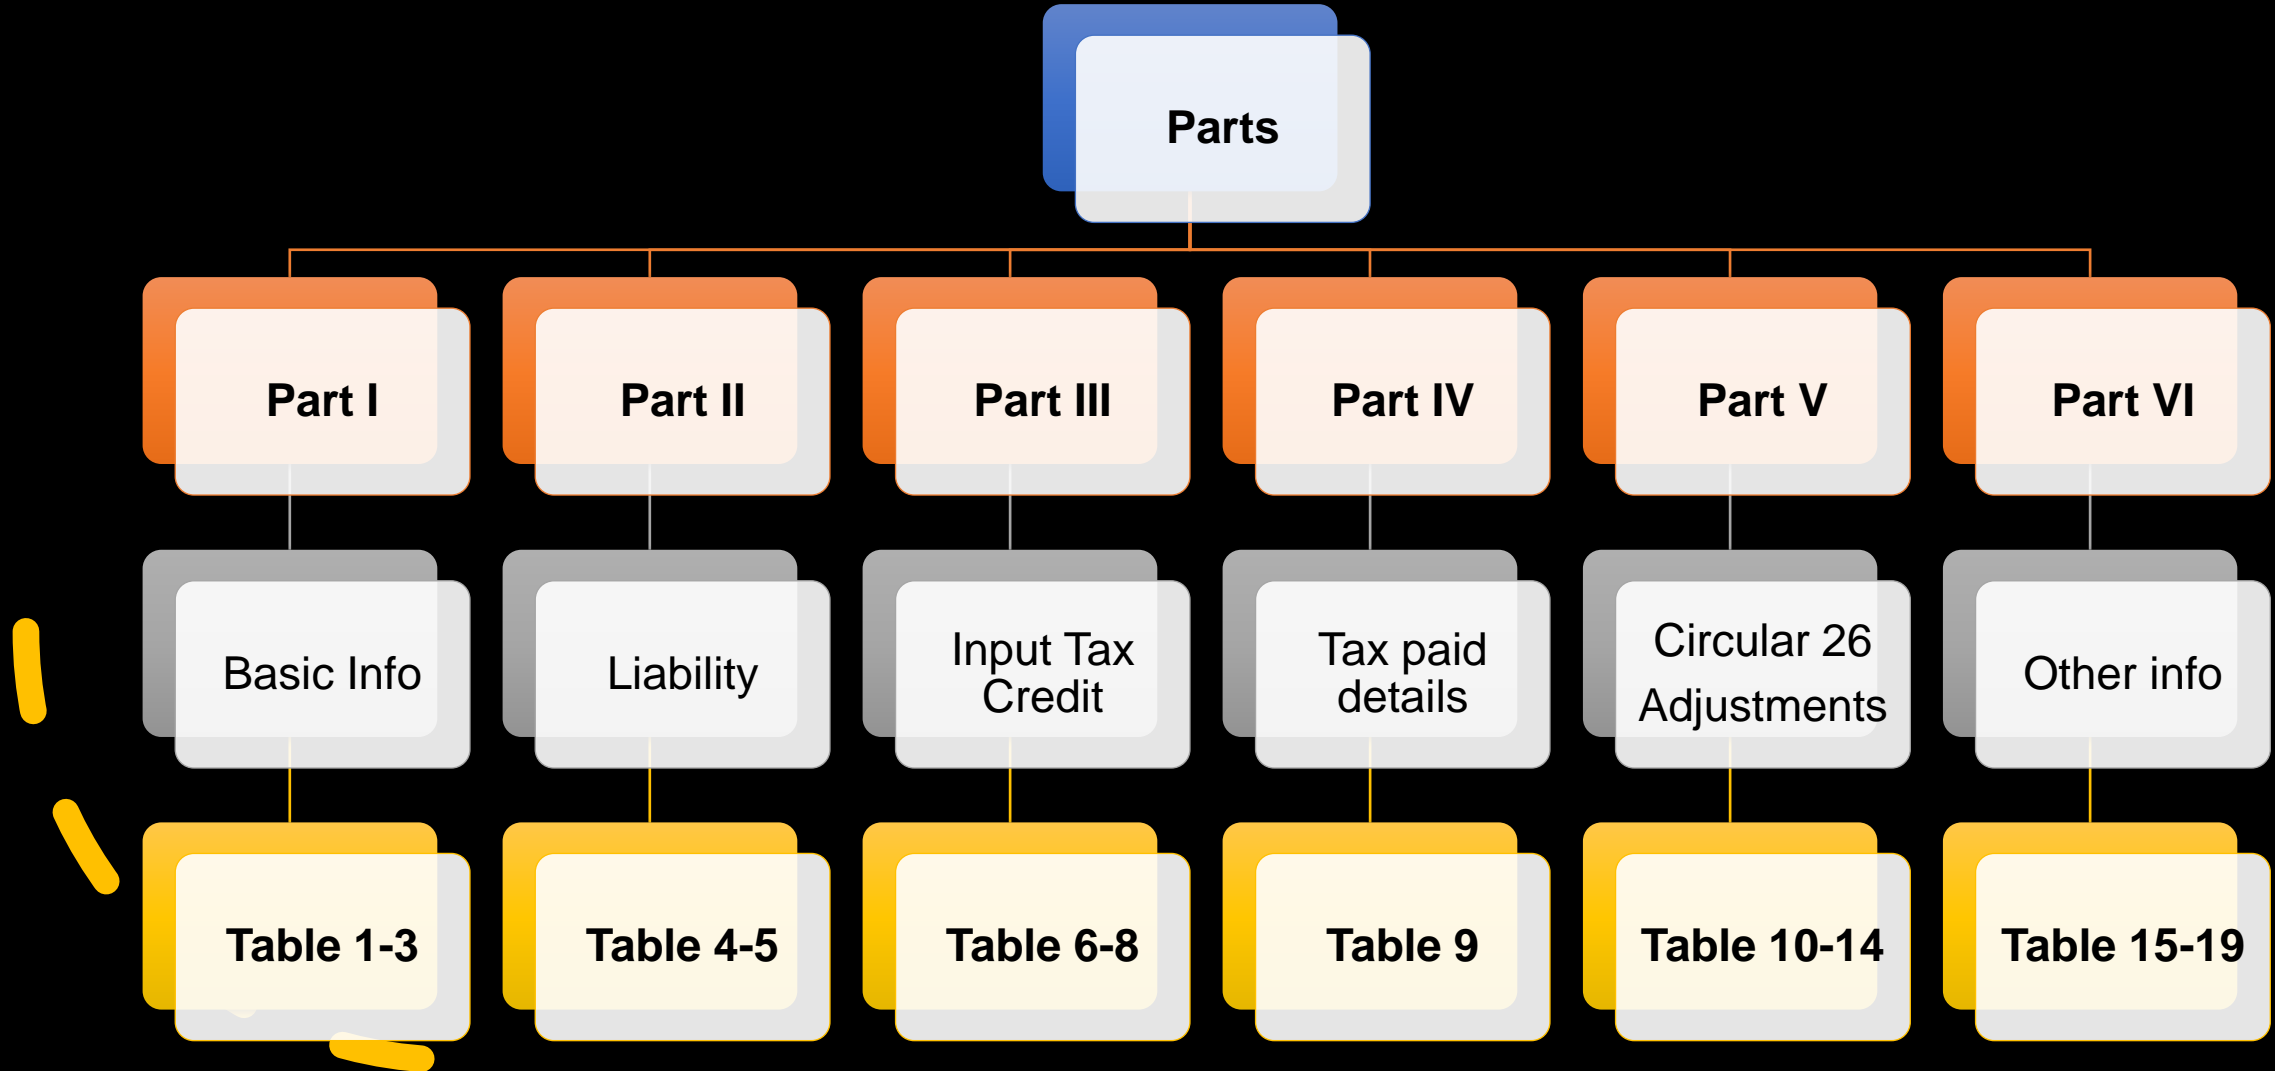 Parts
Part I
Part II
Part III
Part IV
Part V
Part VI
Basic Info
Liability
Input Tax
Credit
Tax paid
details
Circular 26
Adjustments
Other info
Table 1-3
Table 4-5
Table 6-8
Table 9
Table 10-14
Table 15-19